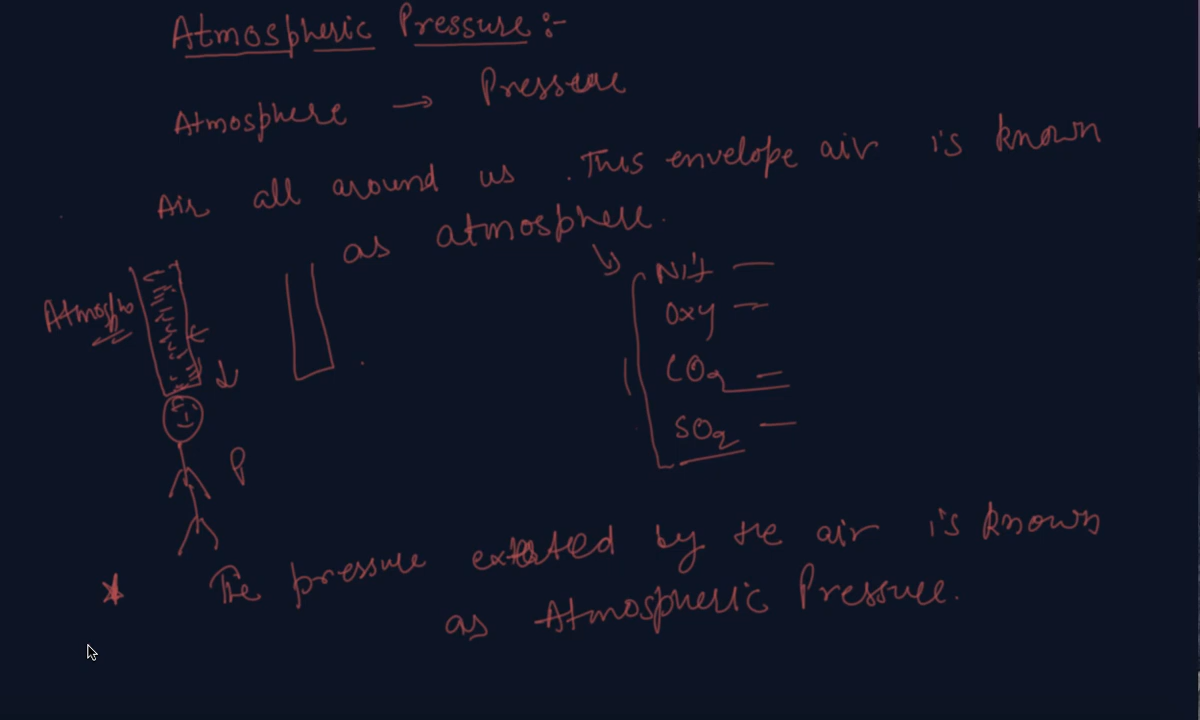 Atmospheric Pressure :-
Atmosphere → Pressure
Air all around us . This envelope air is known
as atmosphere.
Atmosphe
Nit —
Oxy —
CO2 —
SO2 —
P
* The pressure exerted by the air is known
as Atmospheric Pressure.